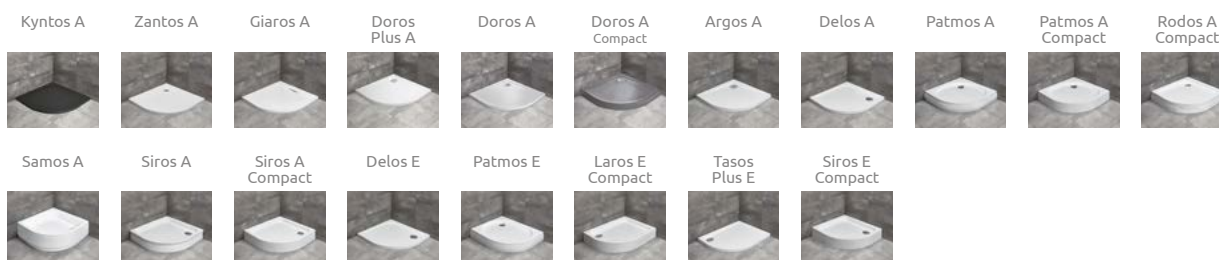 Kyntos A
Zantos A
Giaros A
Doros
Plus A
Doros A
Doros A
Compact
Argos A
Delos A
Patmos A
Patmos A
Compact
Rodos A
Compact
Samos A
Siros A
Siros A
Compact
Delos E
Patmos E
Laros E
Compact
Tasos
Plus E
Siros E
Compact